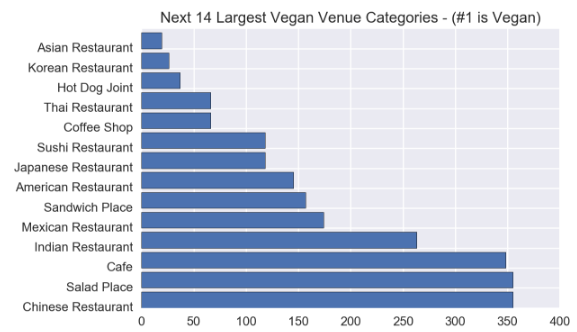 Next 14 Largest Vegan Venue Categories - (#1 is Vegan)
Asian Restaurant
Korean Restaurant
Hot Dog Joint
Thai Restaurant
Coffee Shop
Sushi Restaurant
Japanese Restaurant
American Restaurant
Sandwich Place
Mexican Restaurant
Indian Restaurant
Cafe
Salad Place
Chinese Restaurant
0 50 100 150 200 250 300 350 400